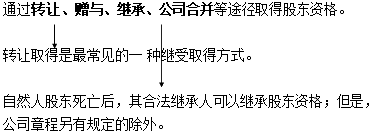 通过转让、赠与、继承、公司合并等途径取得股东资格。
转让取得是最常见的一 种继受取得方式。
自然人股东死亡后，其合法继承人可以继承股东资格；但是，
公司章程另有规定的除外。